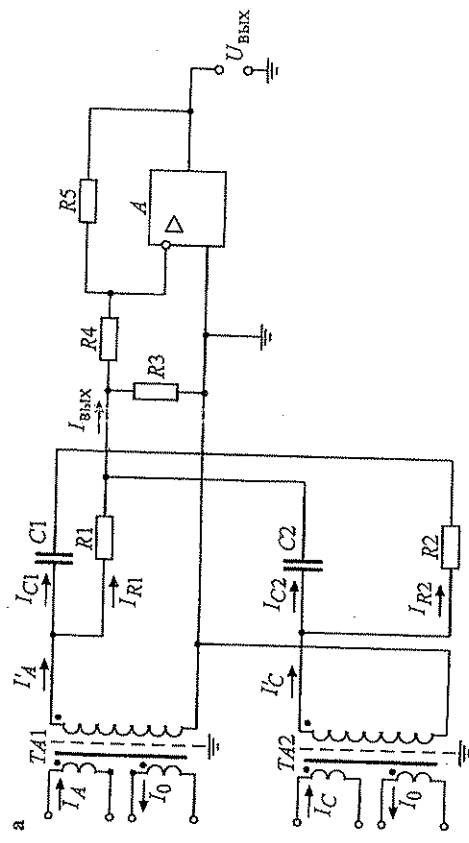 а
TA1
I_A
I_0
I'_A
I_C1
C1
R1
I_R1
I_вых
R4
R3
R5
A
U_вых
TA2
I_C
I_0
I'_C
I_C2
C2
R2
I_R2